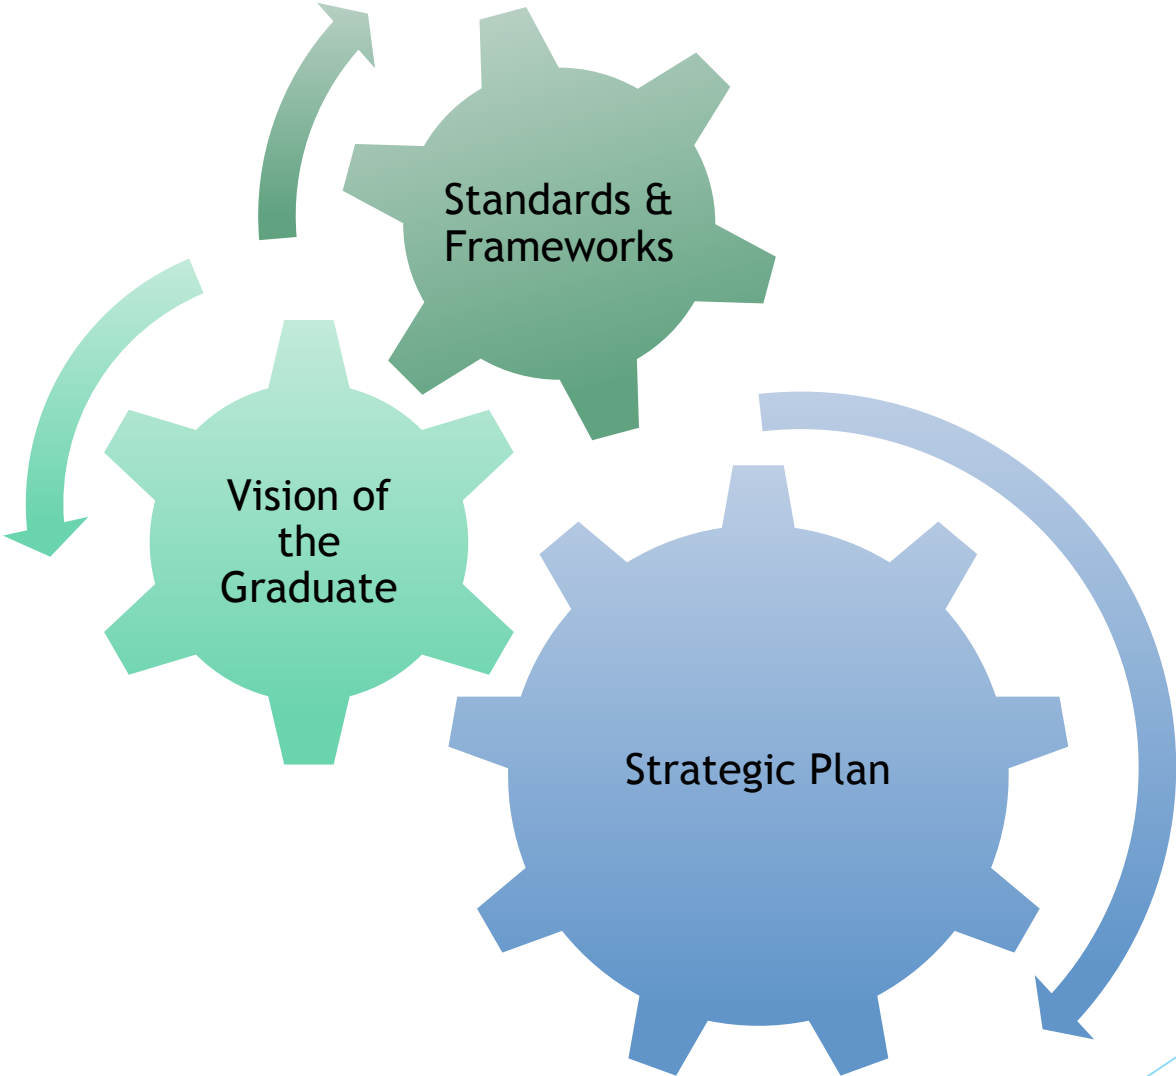 Standards &
Frameworks
Vision of
the
Graduate
Strategic Plan